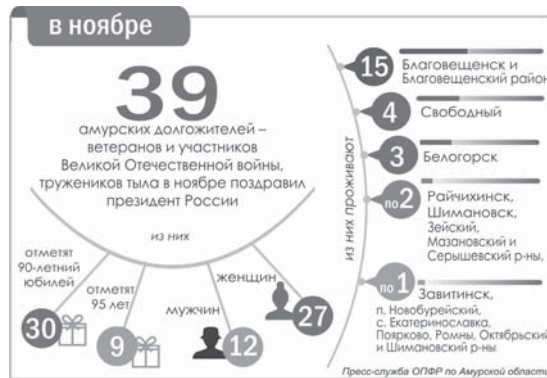 в ноябре
39
амурских долгожителей –
ветеранов и участников
Великой Отечественной войны,
тружеников тыла в ноябре поздравил
президент России
из них
отметят
90-летний
юбилей
30
отметят
95 лет
9
мужчин
12
женщин
27
из них проживают
15
Благовещенск и
Благовещенский район
4
Свободный
3
Белогорск
по 2
Райчихинск,
Шимановск,
Зейский,
Мазановский и
Серышевский р-ны,
по 1
Завитинск,
п. Новобурейский,
с. Екатеринославка,
Поярково, Ромны, Октябрьский
и Шимановский р-ны
Пресс-служба ОПФР по Амурской области